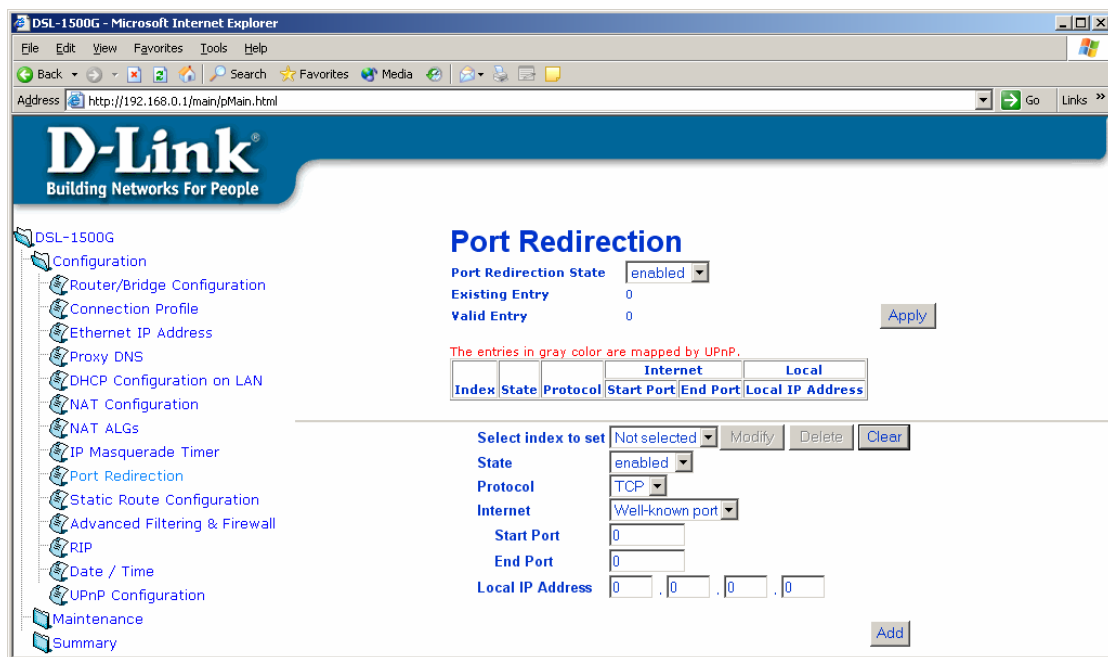 DSL-1500G - Microsoft Internet Explorer
File Edit View Favorites Tools Help
Back Search Favorites Media
Address http://192.168.0.1/main/pMain.html Go Links »
D-Link®
Building Networks For People
DSL-1500G
Configuration
Router/Bridge Configuration
Connection Profile
Ethernet IP Address
Proxy DNS
DHCP Configuration on LAN
NAT Configuration
NAT ALGs
IP Masquerade Timer
Port Redirection
Static Route Configuration
Advanced Filtering & Firewall
RIP
Date / Time
UPnP Configuration
Maintenance
Summary
Port Redirection
Port Redirection State enabled
Existing Entry 0
Valid Entry 0 Apply
The entries in gray color are mapped by UPnP.
Internet Local
Index State Protocol Start Port End Port Local IP Address
Select index to set Not selected Modify Delete Clear
State enabled
Protocol TCP
Internet Well-known port
Start Port 0
End Port 0
Local IP Address 0 . 0 . 0 . 0
Add